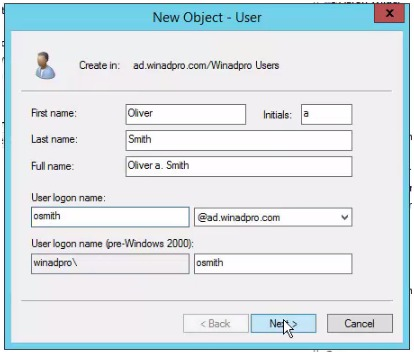 New Object - User
x
Create in: ad.winadpro.com/Winadpro Users
First name: Oliver Initials: a
Last name: Smith
Full name: Oliver a. Smith
User logon name:
osmith @ad.winadpro.com
User logon name (pre-Windows 2000):
winadpro\ osmith
< Back Next > Cancel